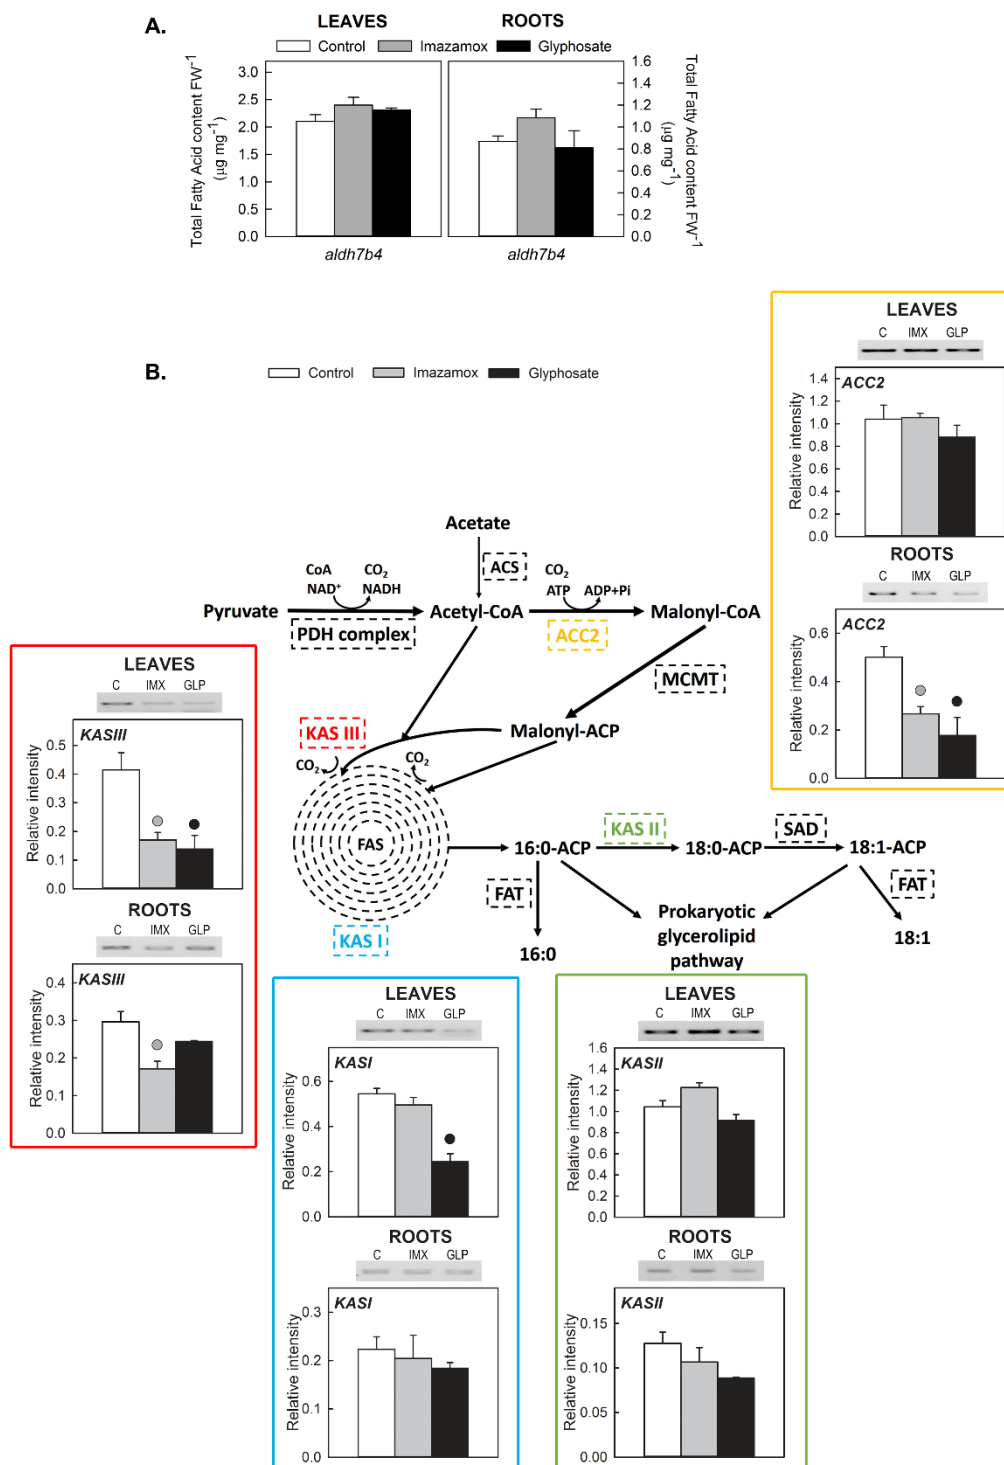 A.
LEAVES ROOTS
Control Imazamox Glyphosate
Total Fatty Acid content FW⁻¹
(µg mg⁻¹)
3.0
2.5
2.0
1.5
1.0
0.5
0.0
aldh7b4
1.6
1.4
1.2
1.0
0.8
0.6
0.4
0.2
0.0
aldh7b4
Total Fatty Acid content FW⁻¹
(µg mg⁻¹)
B.
Control Imazamox Glyphosate
LEAVES
C IMX GLP
ACC2
Relative intensity
1.4
1.2
1.0
0.8
0.6
0.4
0.2
0.0
ROOTS
C IMX GLP
ACC2
Relative intensity
0.6
0.4
0.2
0.0
Acetate
ACS
CoA CO₂
NAD⁺ NADH
CO₂
ATP ADP+Pi
Pyruvate Acetyl-CoA Malonyl-CoA
PDH complex ACC2
MCMT
KAS III Malonyl-ACP
CO₂ CO₂
FAS
KAS I
16:0-ACP KAS II 18:0-ACP SAD 18:1-ACP
FAT FAT
16:0
Prokaryotic
glycerolipid
pathway
18:1
LEAVES
C IMX GLP
KASIII
Relative intensity
0.5
0.4
0.3
0.2
0.1
0.0
ROOTS
C IMX GLP
KASIII
Relative intensity
0.4
0.3
0.2
0.1
0.0
LEAVES
C IMX GLP
KASI
Relative intensity
0.6
0.4
0.2
0.0
ROOTS
C IMX GLP
KASI
Relative intensity
0.3
0.2
0.1
0.0
LEAVES
C IMX GLP
KASII
Relative intensity
1.6
1.4
1.2
1.0
0.8
0.6
0.4
0.2
0.0
ROOTS
C IMX GLP
KASII
Relative intensity
0.15
0.10
0.05
0.00